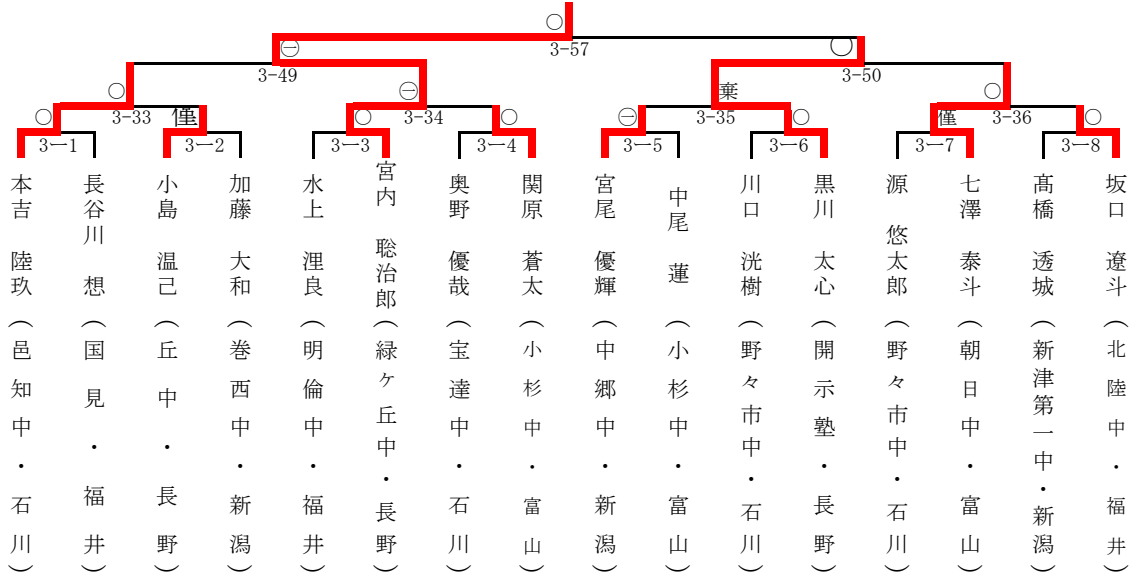 ○
3-57
㊀
○
3-49
3-50
○
㊀
棄
○
3-33
3-34
3-35
3-36
○
僅
○
○
㊀
○
僅
○
3-1
3-2
3-3
3-4
3-5
3-6
3-7
3-8
本吉 陸玖(邑知中・石川)
長谷川 想(国見・福井)
小島 温己(丘中・長野)
加藤 大和(巻西中・新潟)
水上 浬良(明倫中・福井)
宮内 聡治郎(緑ヶ丘中・長野)
奥野 優哉(宝達中・石川)
関原 蒼太(小杉中・富山)
宮尾 優輝(中郷中・新潟)
中尾 蓮(小杉中・富山)
川口 洸樹(野々市中・石川)
黒川 太心(開示塾・長野)
源 悠太郎(野々市中・石川)
七澤 泰斗(朝日中・富山)
髙橋 透城(新津第一中・新潟)
坂口 遼斗(北陸中・福井)